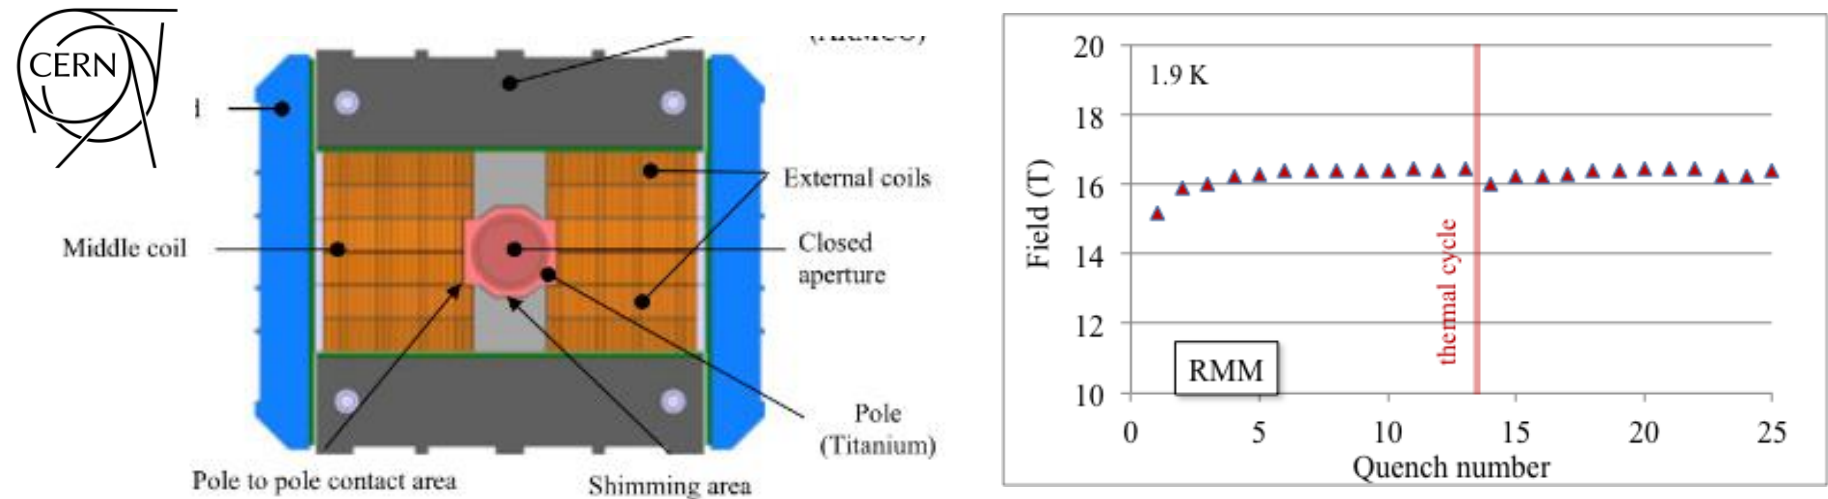 CERN
External coils
Middle coil
Closed
aperture
Pole
(Titanium)
Pole to pole contact area
Shimming area
20
18
16
14
12
10
1.9 K
Field (T)
thermal cycle
RMM
0
5
10
15
20
25
Quench number